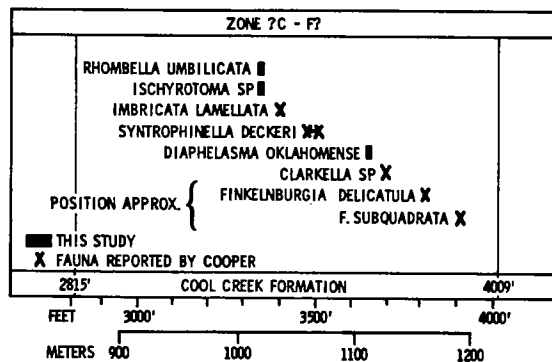 ZONE ?C - F?
RHOMBELLA UMBILICATA
ISCHYROTOMA SP
IMBRICATA LAMELLATA X
SYNTROPHINELLA DECKERI XX
DIAPHELASMA OKLAHOMENSE
CLARKELLA SP X
FINKELNBURGIA DELICATULA X
POSITION APPROX. {
F. SUBQUADRATA X
THIS STUDY
X FAUNA REPORTED BY COOPER
2815' COOL CREEK FORMATION 4009'
FEET 3000' 3500' 4000'
METERS 900 1000 1100 1200